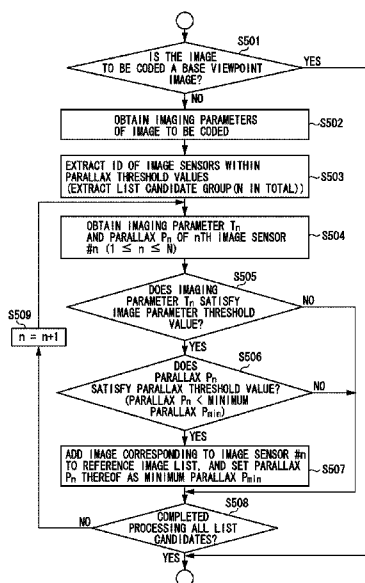 S501
IS THE IMAGE
TO BE CODED A BASE VIEWPOINT
IMAGE?
YES
NO
OBTAIN IMAGING PARAMETERS
OF IMAGE TO BE CODED
S502
EXTRACT ID OF IMAGE SENSORS WITHIN
PARALLAX THRESHOLD VALUES
(EXTRACT LIST CANDIDATE GROUP(N IN TOTAL))
S503
OBTAIN IMAGING PARAMETER Tn
AND PARALLAX Pn OF nTH IMAGE SENSOR
#n (1 ≤ n ≤ N)
S504
S505
DOES IMAGING
PARAMETER Tn SATISFY
IMAGE PARAMETER THRESHOLD
VALUE?
NO
YES
S509
n = n+1
S506
DOES
PARALLAX Pn
SATISFY PARALLAX THRESHOLD VALUE?
(PARALLAX Pn < MINIMUM
PARALLAX Pmin)
NO
YES
ADD IMAGE CORRESPONDING TO IMAGE SENSOR #n
TO REFERENCE IMAGE LIST, AND SET PARALLAX
Pn THEREOF AS MINIMUM PARALLAX Pmin
S507
S508
COMPLETED
PROCESSING ALL LIST
CANDIDATES?
NO
YES